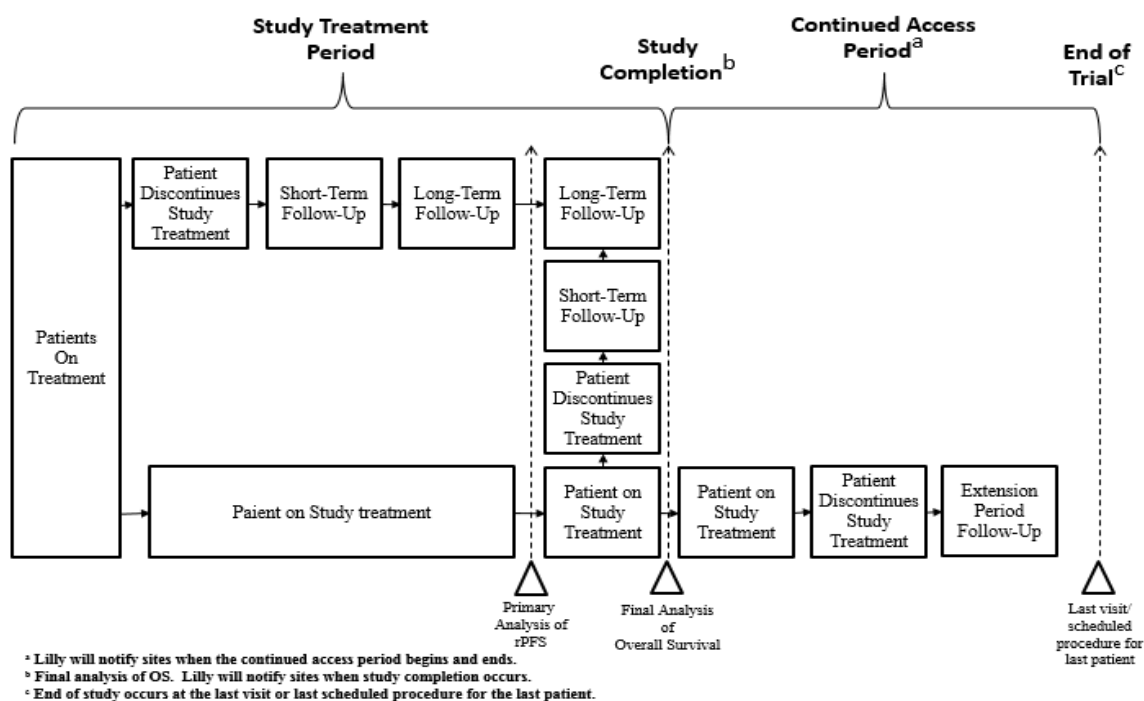 Study Treatment
Period
Study
Completionᵇ
Continued Access
Periodᵃ
End of
Trialᶜ
Patients
On
Treatment
Patient
Discontinues
Study
Treatment
Short-Term
Follow-Up
Long-Term
Follow-Up
Long-Term
Follow-Up
Short-Term
Follow-Up
Patient
Discontinues
Study
Treatment
Paient on Study treatment
Patient on
Study
Treatment
Patient on
Study
Treatment
Patient
Discontinues
Study
Treatment
Extension
Period
Follow-Up
Primary
Analysis of
rPFS
Final Analysis
of
Overall Survival
Last visit/
scheduled
procedure for
last patient
ᵃ Lilly will notify sites when the continued access period begins and ends.
ᵇ Final analysis of OS. Lilly will notify sites when study completion occurs.
ᶜ End of study occurs at the last visit or last scheduled procedure for the last patient.